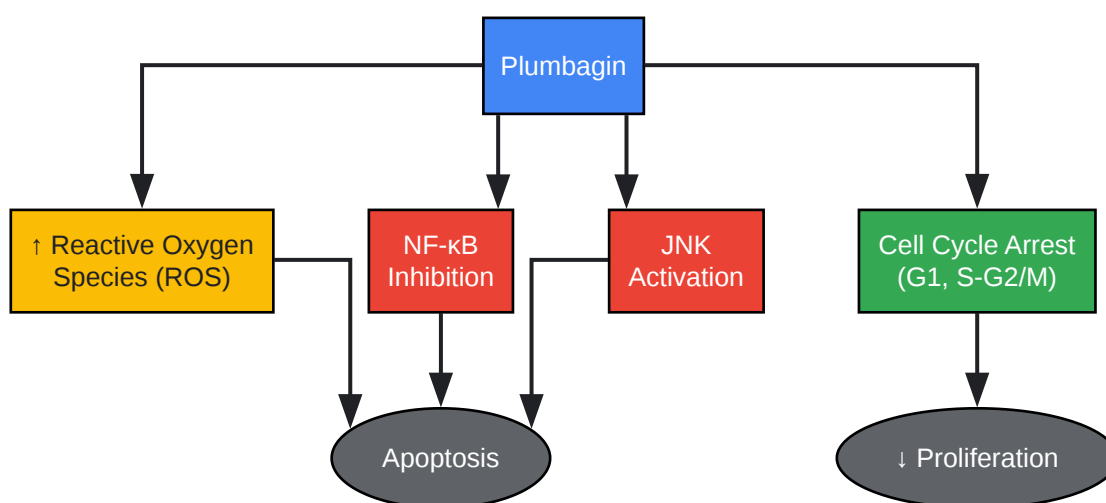 Plumbagin
↑ Reactive Oxygen
Species (ROS)
NF-κB
Inhibition
JNK
Activation
Cell Cycle Arrest
(G1, S-G2/M)
Apoptosis
↓ Proliferation